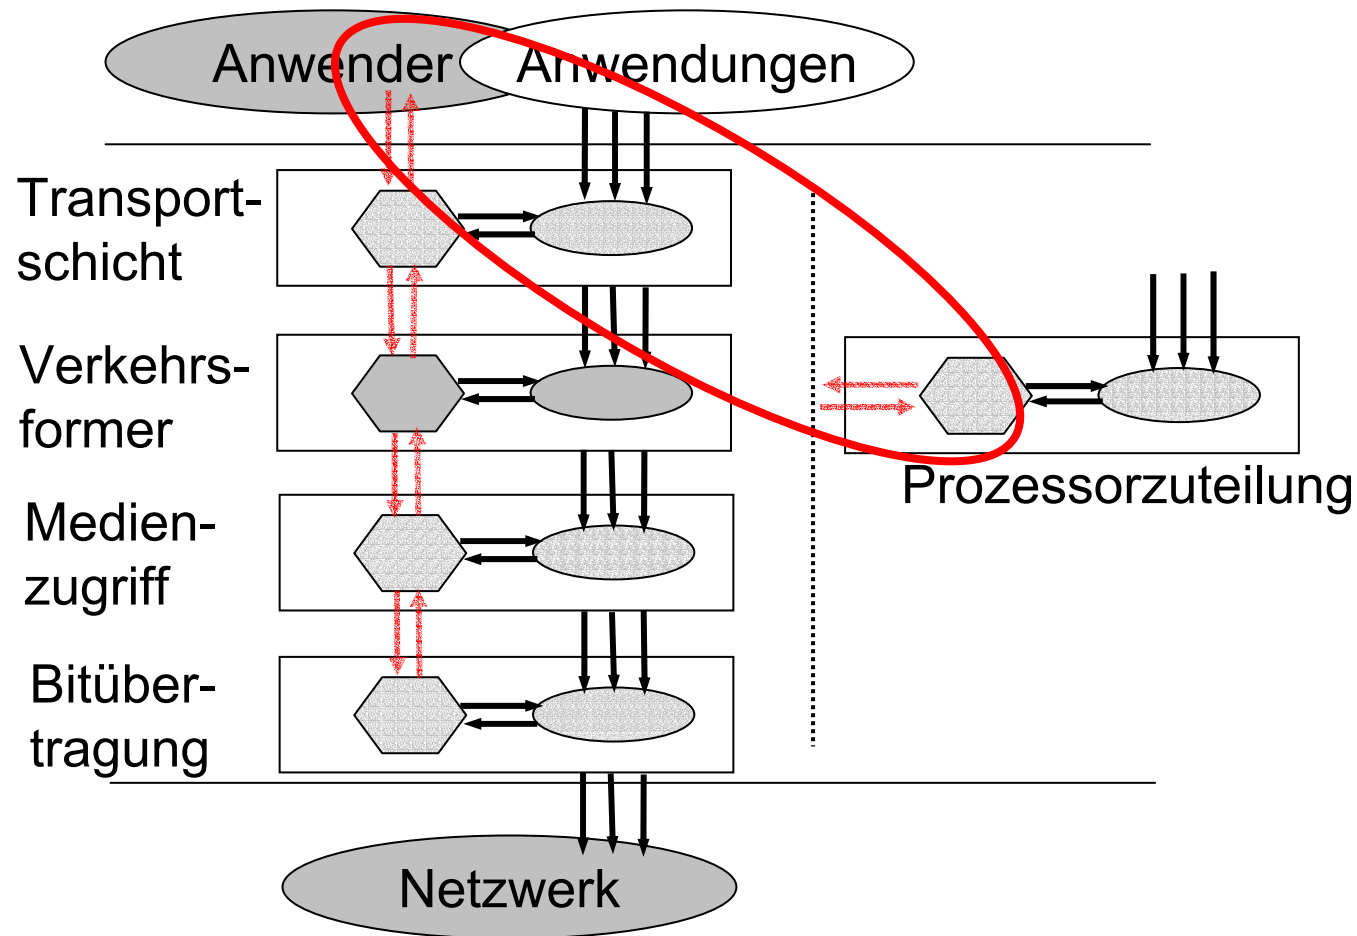 Anwender
Anwendungen
Transport-
schicht
Verkehrs-
former
Prozessorzuteilung
Medien-
zugriff
Bitüber-
tragung
Netzwerk